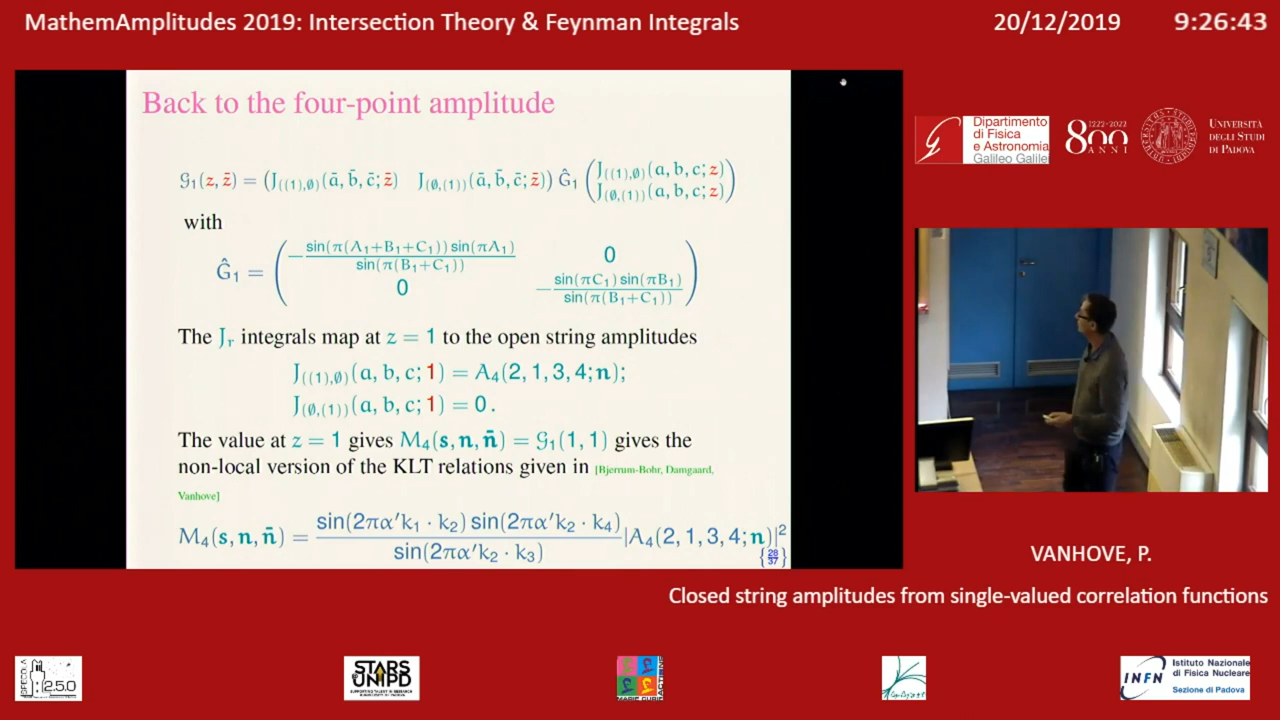 MathemAmplitudes 2019: Intersection Theory & Feynman Integrals
20/12/2019 9:26:43
Back to the four-point amplitude
𝒢₁(z, z̄) = (J₍₍₁₎,∅₎(ā, b̄, c̄; z̄) J₍∅,₍₁₎₎(ā, b̄, c̄; z̄)) Ĝ₁ (J₍₍₁₎,∅₎(a, b, c; z) J₍∅,₍₁₎₎(a, b, c; z))
with
Ĝ₁ = ( − sin(π(A₁+B₁+C₁)) sin(πA₁) / sin(π(B₁+C₁)) 0
0 − sin(πC₁) sin(πB₁) / sin(π(B₁+C₁)) )
The Jᵣ integrals map at z = 1 to the open string amplitudes
J₍₍₁₎,∅₎(a, b, c; 1) = A₄(2, 1, 3, 4; n);
J₍∅,₍₁₎₎(a, b, c; 1) = 0.
The value at z = 1 gives M₄(s, n, n̄) = 𝒢₁(1, 1) gives the
non-local version of the KLT relations given in [Bjerrum-Bohr, Damgaard,
Vanhove]
M₄(s, n, n̄) = sin(2πα′k₁ · k₂) sin(2πα′k₂ · k₄) / sin(2πα′k₂ · k₃) |A₄(2, 1, 3, 4; n)|²
{28/37}
Dipartimento
di Fisica
e Astronomia
Galileo Galilei
1222-2022
800
ANNI
UNIVERSITÀ
DEGLI STUDI
DI PADOVA
VANHOVE, P.
Closed string amplitudes from single-valued correlation functions
STARS
UNIPD
INFN
Istituto Nazionale
di Fisica Nucleare
Sezione di Padova